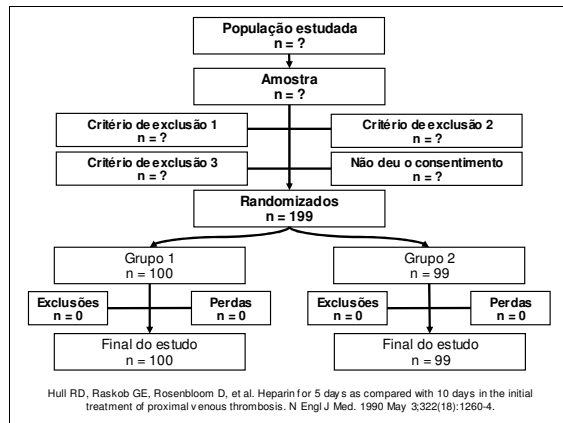 População estudada
n = ?
Amostra
n = ?
Critério de exclusão 1
n = ?
Critério de exclusão 2
n = ?
Critério de exclusão 3
n = ?
Não deu o consentimento
n = ?
Randomizados
n = 199
Grupo 1
n = 100
Grupo 2
n = 99
Exclusões
n = 0
Perdas
n = 0
Exclusões
n = 0
Perdas
n = 0
Final do estudo
n = 100
Final do estudo
n = 99
Hull RD, Raskob GE, Rosenbloom D, et al. Heparin for 5 days as compared with 10 days in the initial
treatment of proximal venous thrombosis. N Engl J Med. 1990 May 3;322(18):1260-4.